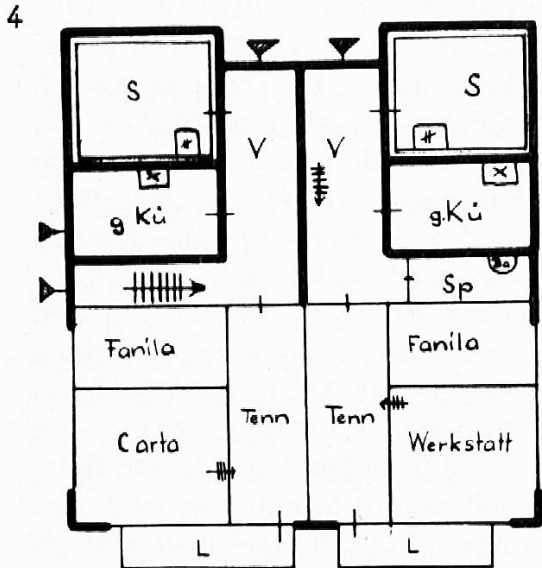 4
S
S
V
V
g Kü
g.Kü
Sp
Fanila
Fanila
Tenn
Tenn
Carta
Werkstatt
L
L